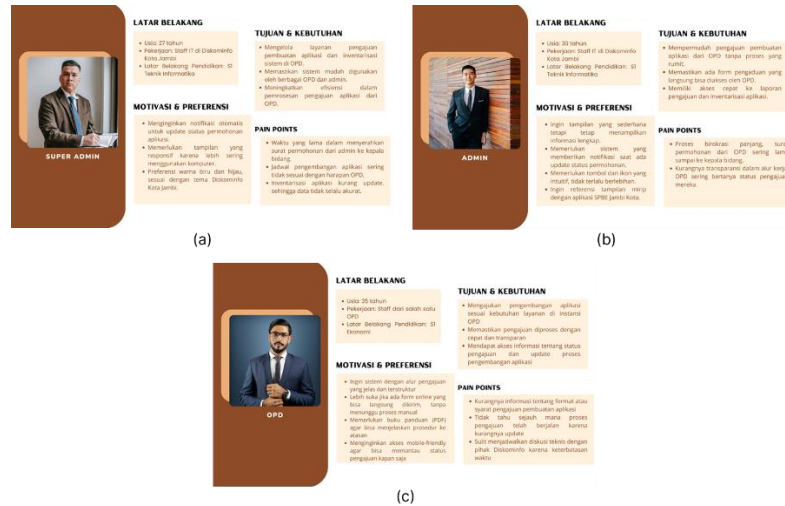 LATAR BELAKANG
• Usia: 37 tahun
• Pekerjaan: Staff IT di Diskominfo
Kota Jambi
• Latar Belakang Pendidikan: S1
Teknik Informatika
TUJUAN & KEBUTUHAN
• Mengelola layanan pengajuan
pembuatan aplikasi dan inventarisi
sistem di OPD.
• Memastikan sistem mudah digunakan
oleh berbagai OPD dan admin.
• Meningkatkan efisiensi dalam
pemrosesan pengajuan aplikasi dari
OPD.
MOTIVASI & PREFERENSI
• Menginginkan notifikasi otomatis
untuk update status permohonan
aplikasi.
• Memerlukan tampilan yang
responsif karena lebih sering
menggunakan komputer.
• Preferensi warna biru dan hijau,
sesuai dengan tema Diskominfo
Kota Jambi.
PAIN POINTS
• Waktu yang lama dalam menyerahkan
surat permohonan dari admin ke kepala
bidang.
• Jadwal pengembangan aplikasi sering
tidak sesuai dengan harapan OPD.
• Inventarisasi aplikasi kurang update,
sehingga data tidak selalu akurat.
SUPER ADMIN
(a)
LATAR BELAKANG
• Usia: 30 tahun
• Pekerjaan: Staff IT di Diskominfo
Kota Jambi
• Latar Belakang Pendidikan: S1
Teknik Informatika
TUJUAN & KEBUTUHAN
• Mempermudah pengajuan pembuatan
aplikasi dari OPD tanpa proses yang
rumit.
• Memastikan ada form pengaduan yang
langsung bisa diakses oleh OPD.
• Memiliki akses cepat ke laporan
pengajuan dan inventarisasi aplikasi.
MOTIVASI & PREFERENSI
• Ingin tampilan yang sederhana
tetapi tetap menampilkan
informasi lengkap.
• Memerlukan sistem yang
memberikan notifikasi saat ada
update status permohonan.
• Memerlukan tombol dan ikon yang
intuitif, tidak terlalu berlebihan.
• Ingin referensi tampilan mirip
dengan aplikasi SPBE Jambi Kota.
PAIN POINTS
• Proses birokrasi panjang, sura
permohonan dari OPD sering lam
sampai ke kepala bidang.
• Kurangnya transparansi dalam alur kerja
OPD sering bertanya status pengajua
mereka.
ADMIN
(b)
LATAR BELAKANG
• Usia: 35 tahun
• Pekerjaan: Staff dari salah satu
OPD
• Latar Belakang Pendidikan: S1
Ekonomi
TUJUAN & KEBUTUHAN
• Mengajukan pengembangan aplikasi
sesuai kebutuhan layanan di instansi
OPD
• Memastikan pengajuan diproses dengan
cepat dan transparan
• Mendapat akses informasi tentang status
pengajuan dan update proses
pengembangan aplikasi
MOTIVASI & PREFERENSI
• Ingin sistem dengan alur pengajuan
yang jelas dan terstruktur
• Lebih suka jika ada form online yang
bisa langsung dikirim, tanpa
menunggu proses manual
• Memerlukan buku panduan (PDF)
agar bisa menjelaskan prosedur ke
atasan
• Menginginkan akses mobile-friendly
agar bisa memantau status
pengajuan kapan saja
PAIN POINTS
• Kurangnya informasi tentang format atau
syarat pengajuan pembuatan aplikasi
• Tidak tahu sejauh mana proses
pengajuan telah berjalan karena
kurangnya update
• Sulit menjadwalkan diskusi teknis dengan
pihak Diskominfo karena keterbatasan
waktu
OPD
(c)